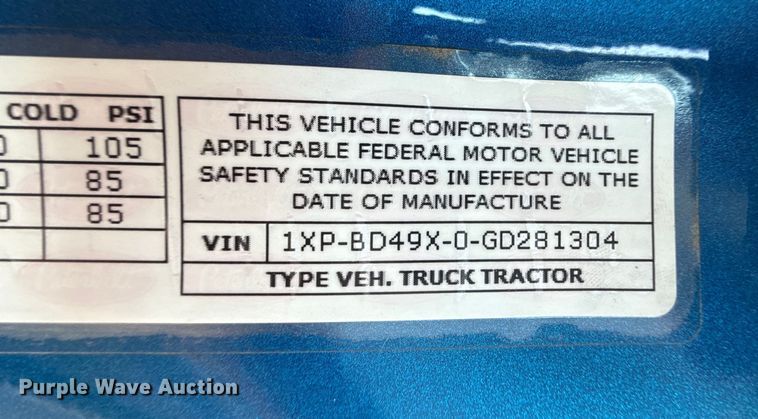 COLD PSI
105
85
85
THIS VEHICLE CONFORMS TO ALL
APPLICABLE FEDERAL MOTOR VEHICLE
SAFETY STANDARDS IN EFFECT ON THE
DATE OF MANUFACTURE
VIN 1XP-BD49X-0-GD281304
TYPE VEH. TRUCK TRACTOR
Purple Wave Auction